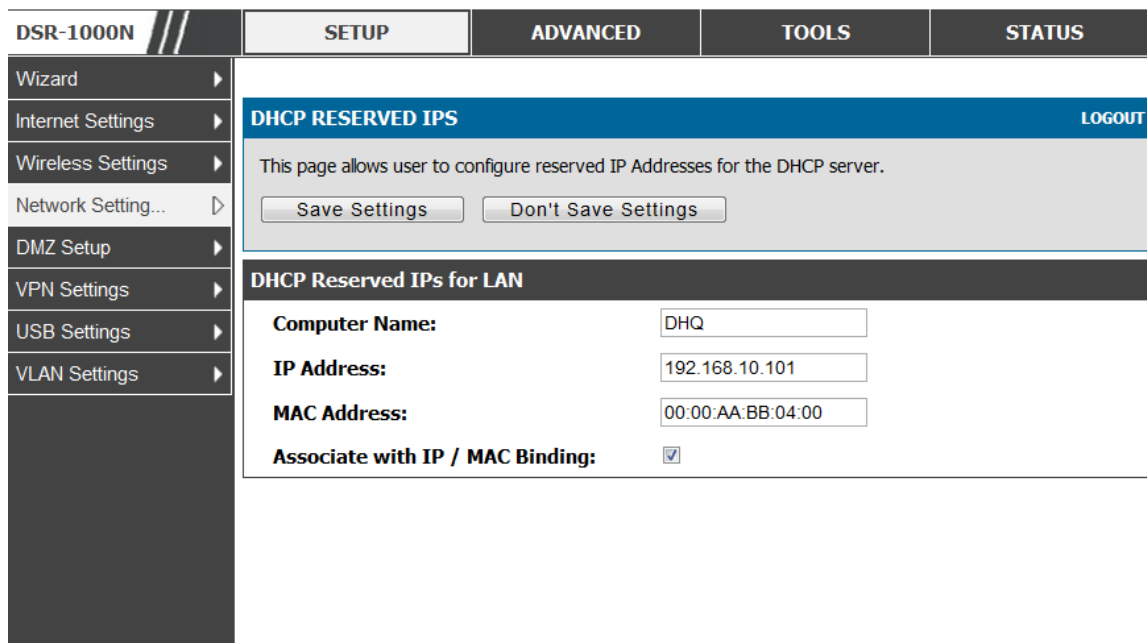 DSR-1000N SETUP ADVANCED TOOLS STATUS
Wizard
Internet Settings
Wireless Settings
Network Setting...
DMZ Setup
VPN Settings
USB Settings
VLAN Settings
DHCP RESERVED IPS LOGOUT
This page allows user to configure reserved IP Addresses for the DHCP server.
Save Settings Don't Save Settings
DHCP Reserved IPs for LAN
Computer Name: DHQ
IP Address: 192.168.10.101
MAC Address: 00:00:AA:BB:04:00
Associate with IP / MAC Binding: